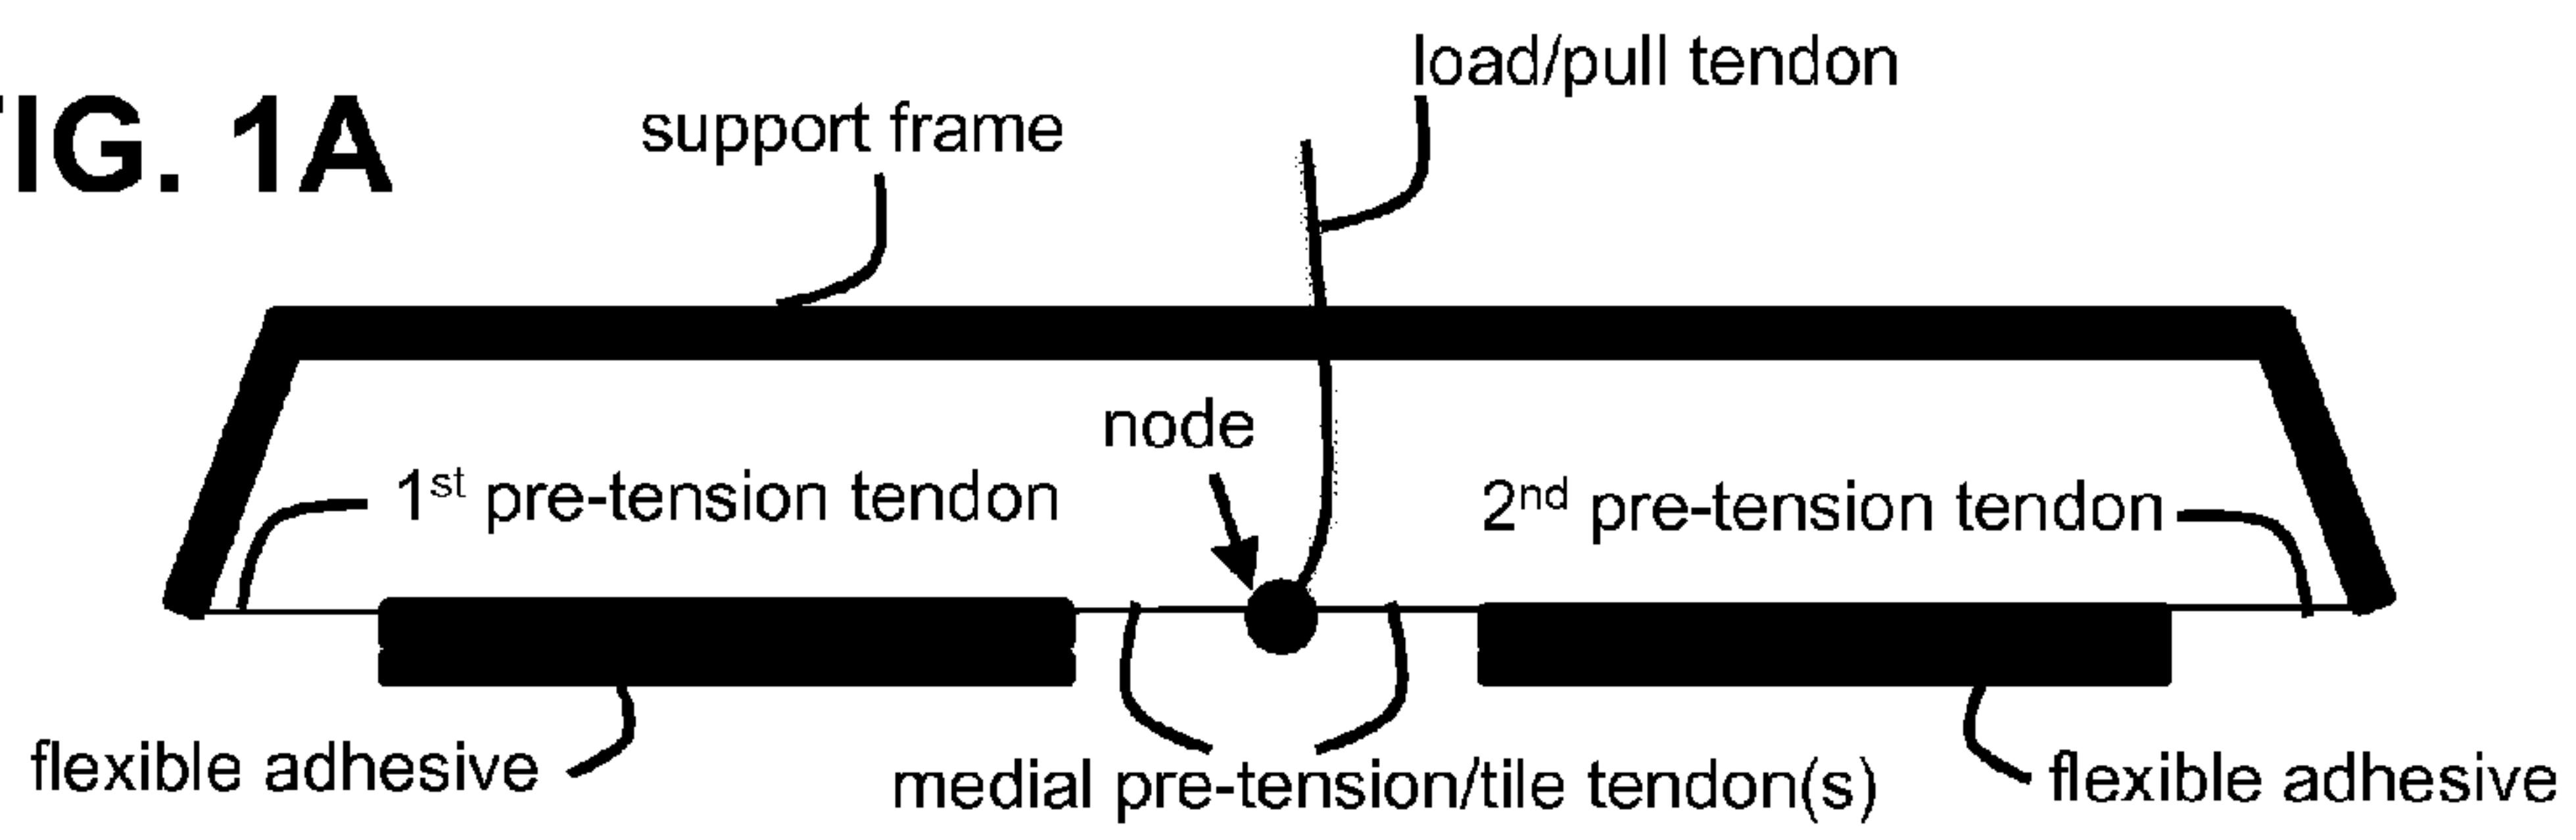 FIG. 1A
load/pull tendon
support frame
node
1st pre-tension tendon
2nd pre-tension tendon
flexible adhesive
medial pre-tension/tile tendon(s)
flexible adhesive